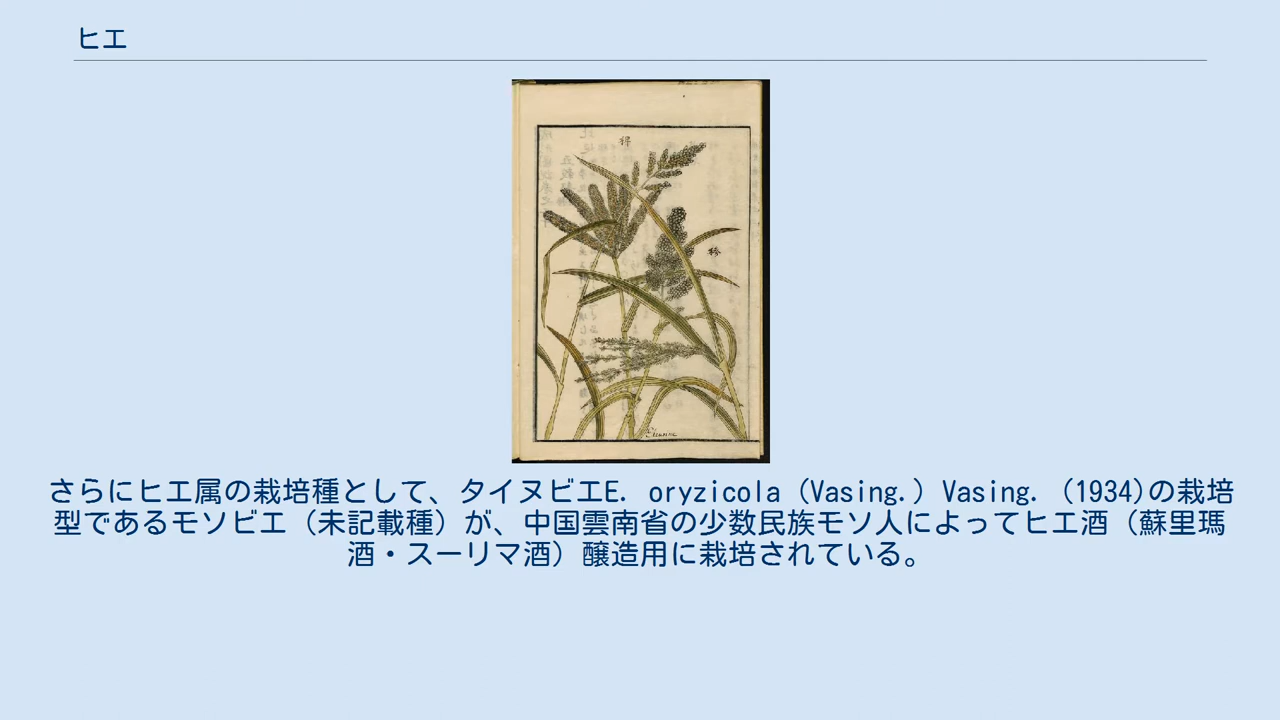 ヒエ
稗
穇
さらにヒエ属の栽培種として、タイヌビエE. oryzicola (Vasing.) Vasing. (1934)の栽培
型であるモソビエ（未記載種）が、中国雲南省の少数民族モソ人によってヒエ酒（蘇里瑪
酒・スーリマ酒）醸造用に栽培されている。